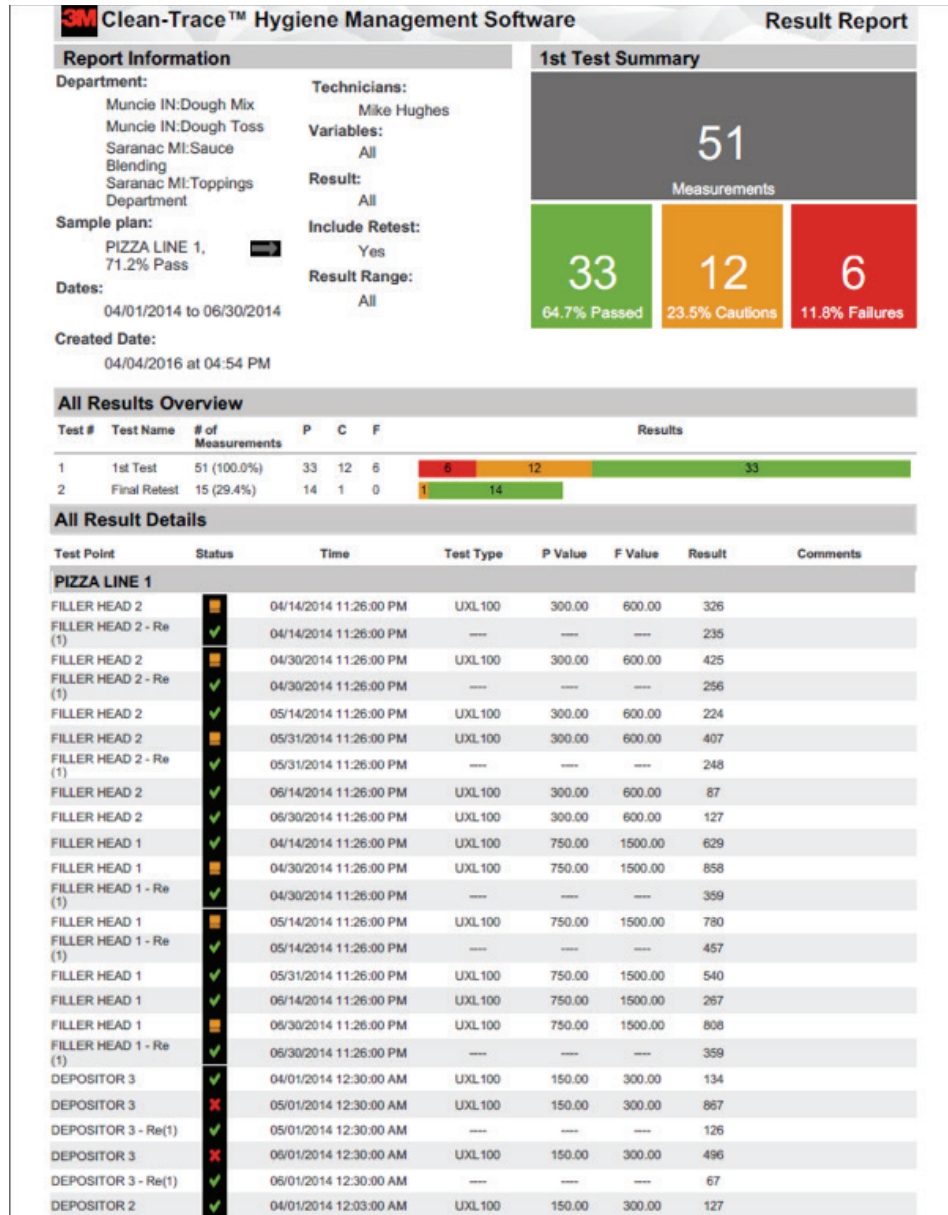 3M Clean-Trace™ Hygiene Management Software
Result Report
Report Information
Department:
Muncie IN:Dough Mix
Muncie IN:Dough Toss
Saranac MI:Sauce
Blending
Saranac MI:Toppings
Department
Sample plan:
PIZZA LINE 1,
71.2% Pass
Dates:
04/01/2014 to 06/30/2014
Created Date:
04/04/2016 at 04:54 PM
Technicians:
Mike Hughes
Variables:
All
Result:
All
Include Retest:
Yes
Result Range:
All
1st Test Summary
51
Measurements
33
64.7% Passed
12
23.5% Cautions
6
11.8% Failures
All Results Overview
Test # Test Name # of Measurements P C F Results
1 1st Test 51 (100.0%) 33 12 6 6 12 33
2 Final Retest 15 (29.4%) 14 1 0 1 14
All Result Details
Test Point Status Time Test Type P Value F Value Result Comments
PIZZA LINE 1
FILLER HEAD 2 04/14/2014 11:26:00 PM UXL100 300.00 600.00 326
FILLER HEAD 2 - Re (1) 04/14/2014 11:26:00 PM ---- ---- ---- 235
FILLER HEAD 2 04/30/2014 11:26:00 PM UXL100 300.00 600.00 425
FILLER HEAD 2 - Re (1) 04/30/2014 11:26:00 PM ---- ---- ---- 256
FILLER HEAD 2 05/14/2014 11:26:00 PM UXL100 300.00 600.00 224
FILLER HEAD 2 05/31/2014 11:26:00 PM UXL100 300.00 600.00 407
FILLER HEAD 2 - Re (1) 05/31/2014 11:26:00 PM ---- ---- ---- 248
FILLER HEAD 2 06/14/2014 11:26:00 PM UXL100 300.00 600.00 87
FILLER HEAD 2 06/30/2014 11:26:00 PM UXL100 300.00 600.00 127
FILLER HEAD 1 04/14/2014 11:26:00 PM UXL100 750.00 1500.00 629
FILLER HEAD 1 04/30/2014 11:26:00 PM UXL100 750.00 1500.00 858
FILLER HEAD 1 - Re (1) 04/30/2014 11:26:00 PM ---- ---- ---- 359
FILLER HEAD 1 05/14/2014 11:26:00 PM UXL100 750.00 1500.00 780
FILLER HEAD 1 - Re (1) 05/14/2014 11:26:00 PM ---- ---- ---- 457
FILLER HEAD 1 05/31/2014 11:26:00 PM UXL100 750.00 1500.00 540
FILLER HEAD 1 06/14/2014 11:26:00 PM UXL100 750.00 1500.00 267
FILLER HEAD 1 06/30/2014 11:26:00 PM UXL100 750.00 1500.00 808
FILLER HEAD 1 - Re (1) 06/30/2014 11:26:00 PM ---- ---- ---- 359
DEPOSITOR 3 04/01/2014 12:30:00 AM UXL100 150.00 300.00 134
DEPOSITOR 3 05/01/2014 12:30:00 AM UXL100 150.00 300.00 867
DEPOSITOR 3 - Re(1) 05/01/2014 12:30:00 AM ---- ---- ---- 126
DEPOSITOR 3 06/01/2014 12:30:00 AM UXL100 150.00 300.00 496
DEPOSITOR 3 - Re(1) 06/01/2014 12:30:00 AM ---- ---- ---- 67
DEPOSITOR 2 04/01/2014 12:03:00 AM UXL100 150.00 300.00 127